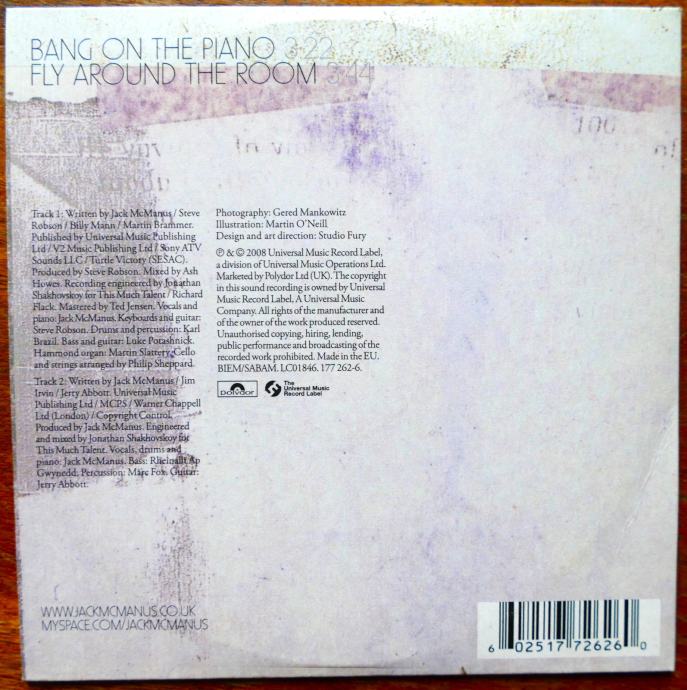 BANG ON THE PIANO 3:22
FLY AROUND THE ROOM 3:44
Track 1: Written by Jack McManus / Steve
Robson / Billy Mann / Martin Brammer.
Published by Universal Music Publishing
Ltd / V2 Music Publishing Ltd / Sony ATV
Sounds LLC / Turtle Victory (SESAC).
Produced by Steve Robson. Mixed by Ash
Howes. Recording engineered by Jonathan
Shakhovskoy for This Much Talent / Richard
Flack. Mastered by Ted Jensen. Vocals and
piano: Jack McManus. Keyboards and guitar:
Steve Robson. Drums and percussion: Karl
Brazil. Bass and guitar: Luke Potashnick.
Hammond organ: Martin Slattery. Cello
and strings arranged by Philip Sheppard.
Track 2: Written by Jack McManus / Jim
Irvin / Jerry Abbott. Universal Music
Publishing Ltd / MCPS / Warner Chappell
Ltd (London) / Copyright Control.
Produced by Jack McManus. Engineered
and mixed by Jonathan Shakhovskoy for
This Much Talent. Vocals, drums and
piano: Jack McManus. Bass: Rheinallt Ap
Gwynedd. Percussion: Marc Fox. Guitar:
Jerry Abbott.
Photography: Gered Mankowitz
Illustration: Martin O'Neill
Design and art direction: Studio Fury
℗ & © 2008 Universal Music Record Label,
a division of Universal Music Operations Ltd.
Marketed by Polydor Ltd (UK). The copyright
in this sound recording is owned by Universal
Music Record Label, A Universal Music
Company. All rights of the manufacturer and
of the owner of the work produced reserved.
Unauthorised copying, hiring, lending,
public performance and broadcasting of the
recorded work prohibited. Made in the EU.
BIEM/SABAM. LC01846. 177 262-6.
Polydor
The
Universal Music
Record Label
WWW.JACKMCMANUS.CO.UK
MYSPACE.COM/JACKMCMANUS
6 02517 72626 0